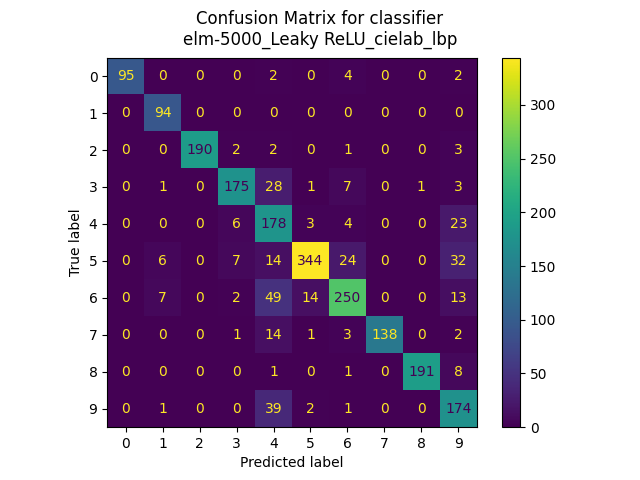 Confusion Matrix for classifier
elm-5000_Leaky ReLU_cielab_lbp
0 95 0 0 0 2 0 4 0 0 2
1 0 94 0 0 0 0 0 0 0 0
2 0 0 190 2 2 0 1 0 0 3
3 0 1 0 175 28 1 7 0 1 3
4 0 0 0 6 178 3 4 0 0 23
5 0 6 0 7 14 344 24 0 0 32
6 0 7 0 2 49 14 250 0 0 13
7 0 0 0 1 14 1 3 138 0 2
8 0 0 0 0 1 0 1 0 191 8
9 0 1 0 0 39 2 1 0 0 174
0 1 2 3 4 5 6 7 8 9
True label
Predicted label
300
250
200
150
100
50
0